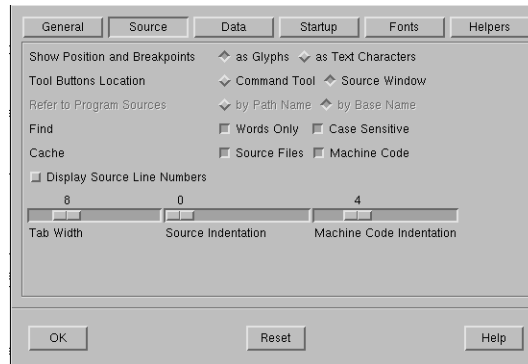 General Source Data Startup Fonts Helpers
Show Position and Breakpoints as Glyphs as Text Characters
Tool Buttons Location Command Tool Source Window
Refer to Program Sources by Path Name by Base Name
Find Words Only Case Sensitive
Cache Source Files Machine Code
Display Source Line Numbers
8 0 4
Tab Width Source Indentation Machine Code Indentation
OK Reset Help